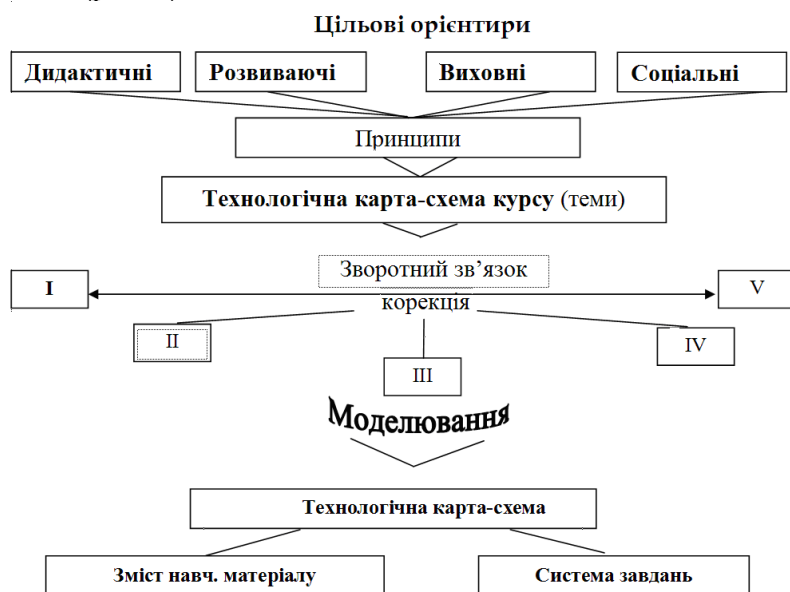 Цільові орієнтири
Дидактичні
Розвиваючі
Виховні
Соціальні
Принципи
Технологічна карта-схема курсу (теми)
Зворотний зв’язок
I
V
корекція
II
IV
III
Моделювання
Технологічна карта-схема
Зміст навч. матеріалу
Система завдань